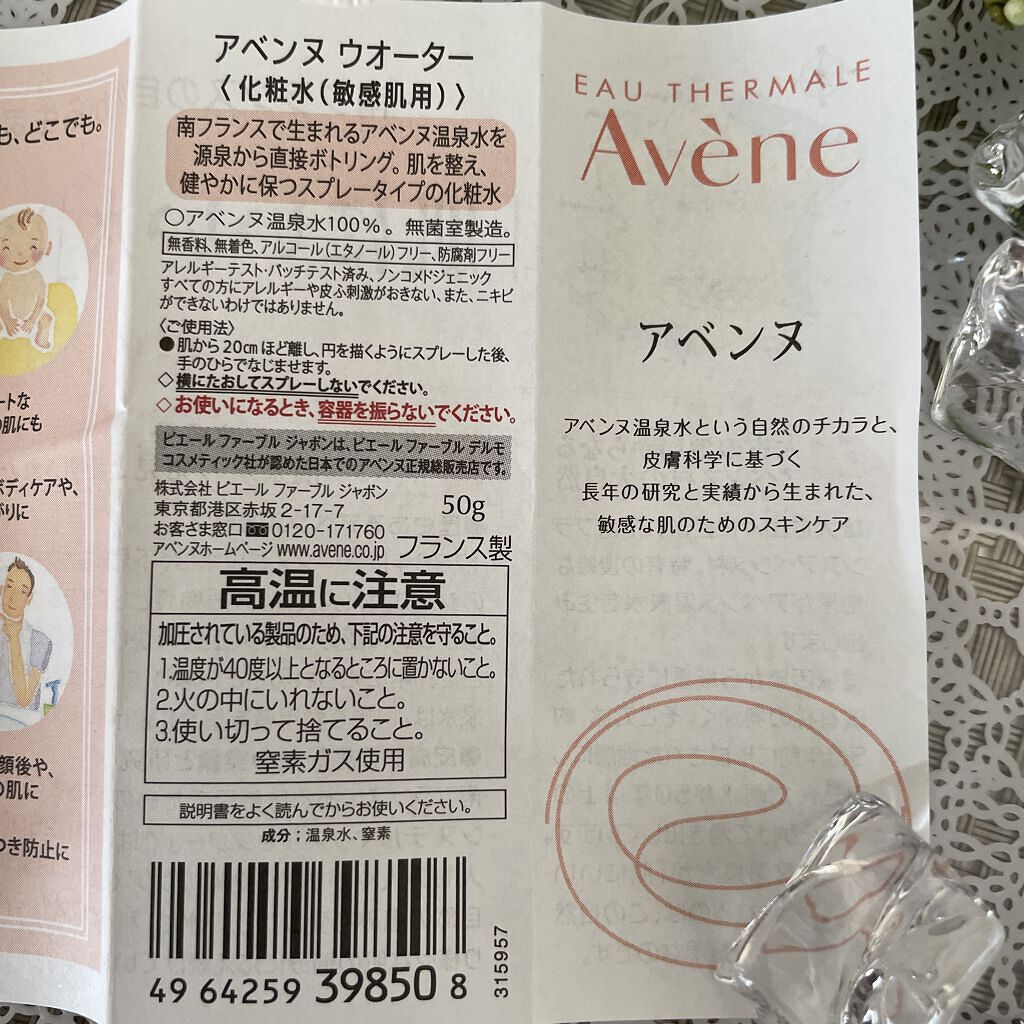 も、どこでも。
ートな
の肌にも
ボディケアや、
がりに
顔後や、
の肌に
つき防止に
アベンヌ ウオーター
〈化粧水(敏感肌用)〉
南フランスで生まれるアベンヌ温泉水を
源泉から直接ボトリング。肌を整え、
健やかに保つスプレータイプの化粧水
○アベンヌ温泉水100%。無菌室製造。
無香料、無着色、アルコール(エタノール)フリー、防腐剤フリー
アレルギーテスト・パッチテスト済み、ノンコメドジェニック
すべての方にアレルギーや皮ふ刺激がおきない、また、ニキビ
ができないわけではありません。
〈ご使用法〉
●肌から20㎝ほど離し、円を描くようにスプレーした後、
手のひらでなじませます。
◇横にたおしてスプレーしないでください。
◇お使いになるとき、容器を振らないでください。
ピエール ファーブル ジャポンは、ピエール ファーブル デルモ
コスメティック社が認めた日本でのアベンヌ正規総販売店です。
株式会社 ピエール ファーブル ジャポン
東京都港区赤坂2-17-7
50g
お客さま窓口 0120-171760
アベンヌホームページ www.avene.co.jp
フランス製
高温に注意
加圧されている製品のため、下記の注意を守ること。
1.温度が40度以上となるところに置かないこと。
2.火の中にいれないこと。
3.使い切って捨てること。
窒素ガス使用
説明書をよく読んでからお使いください。
成分;温泉水、窒素
49 64259 39850 8
315957
EAU THERMALE
Avène
アベンヌ
アベンヌ温泉水という自然のチカラと、
皮膚科学に基づく
長年の研究と実績から生まれた、
敏感な肌のためのスキンケア